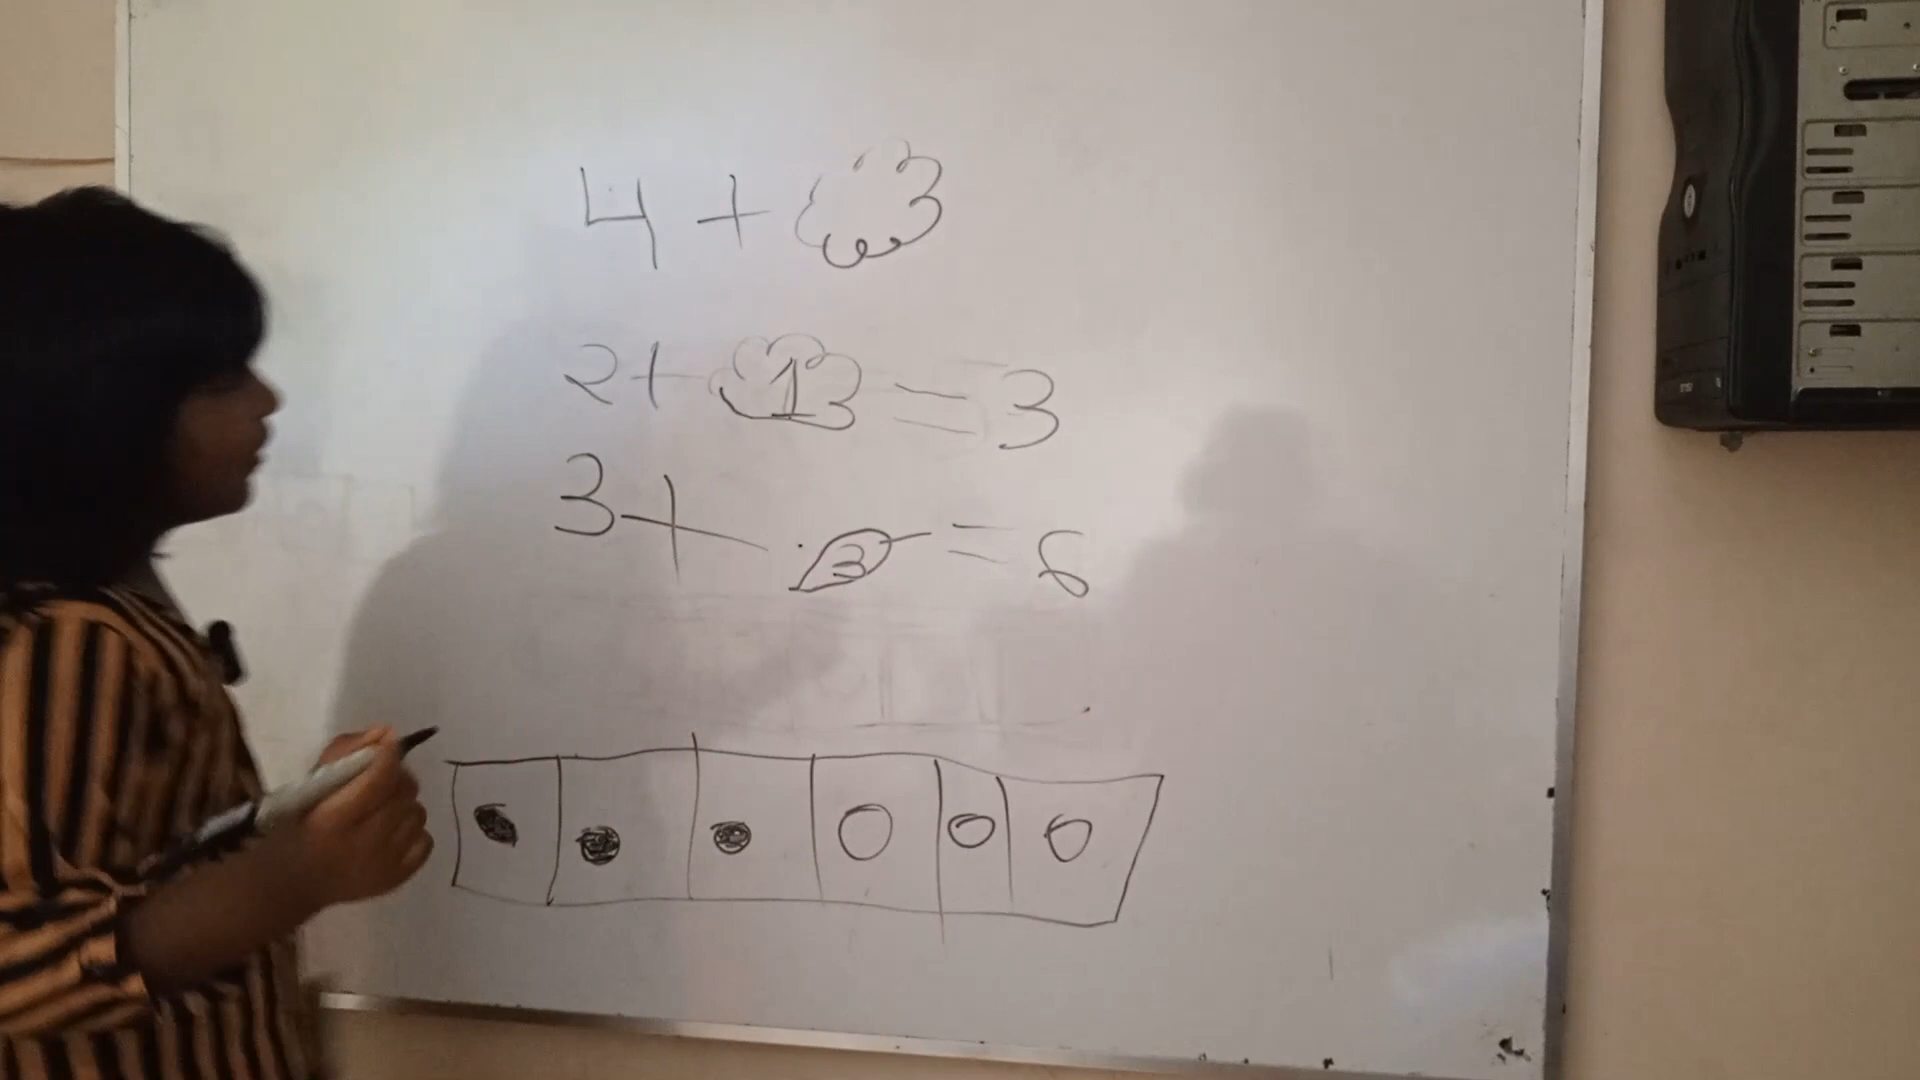 4 +
2 + 1 = 3
3 + 3 = 6